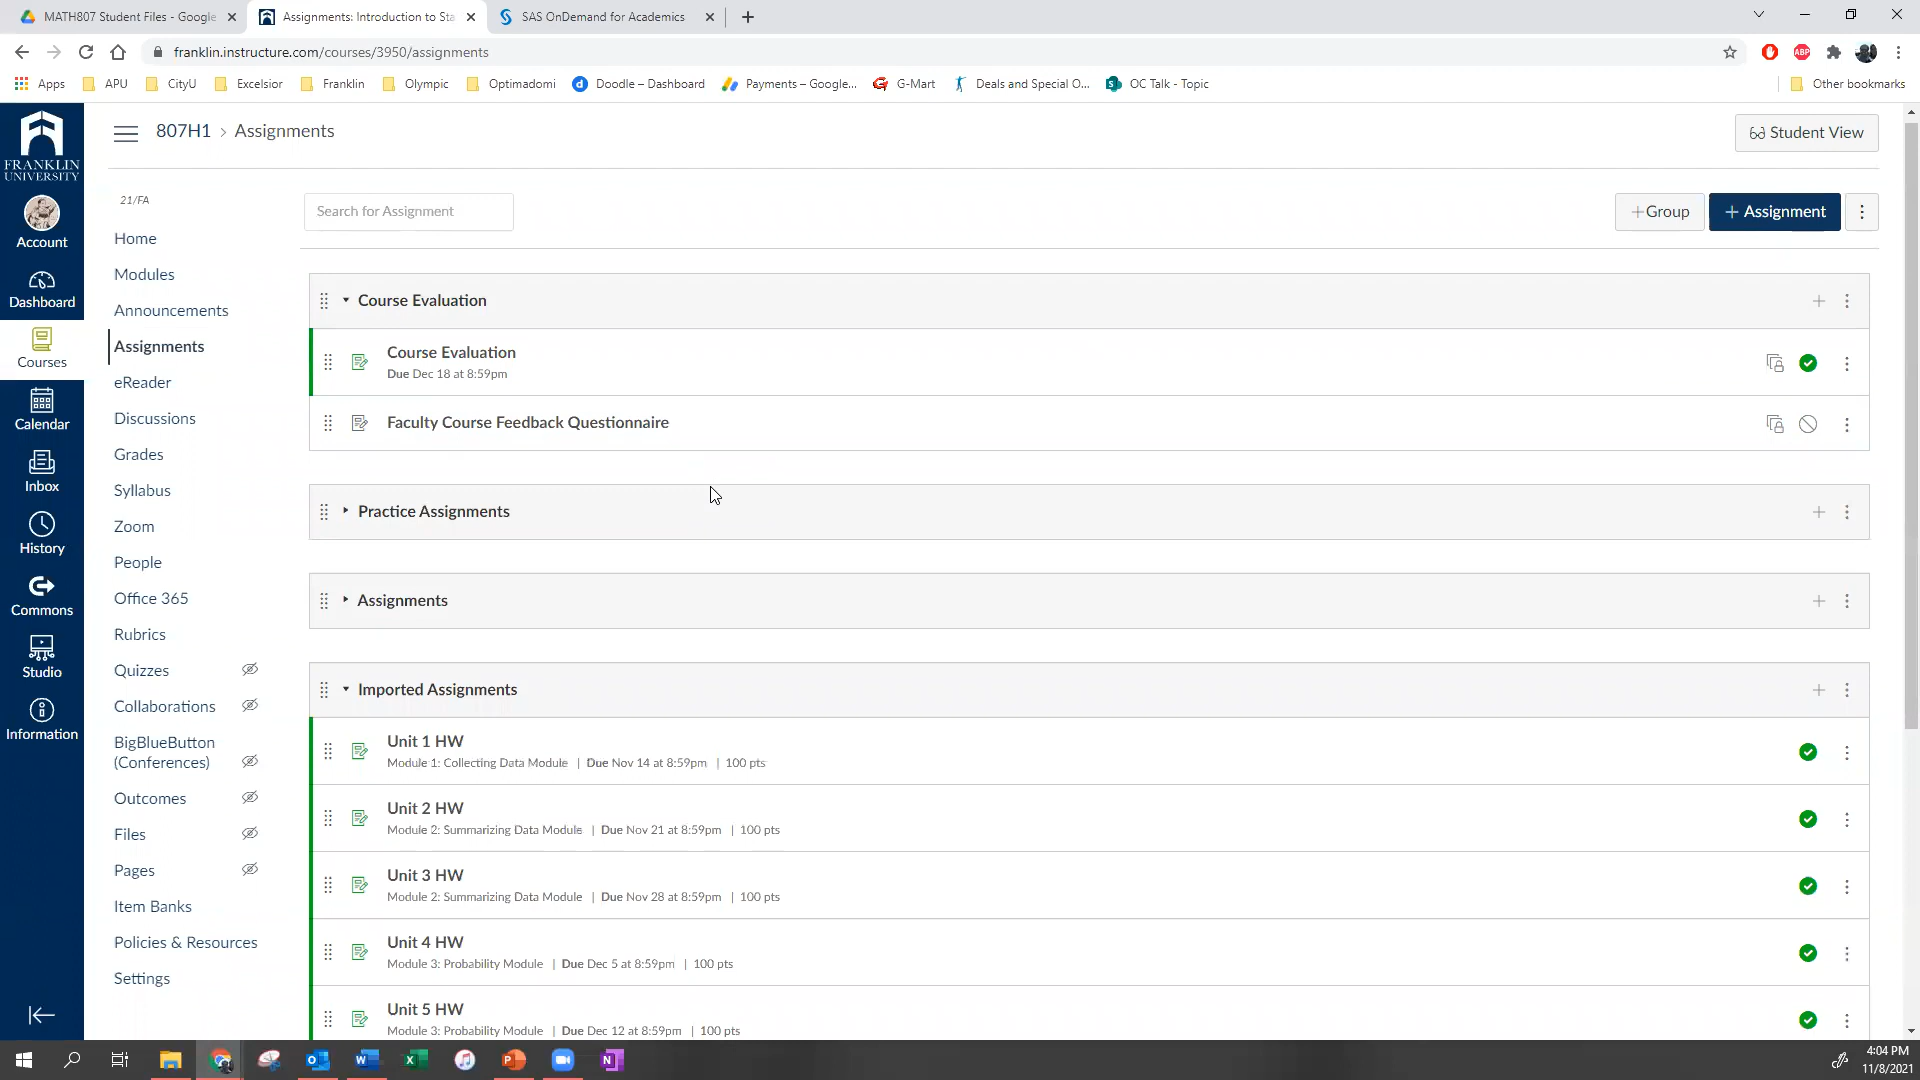 MATH807 Student Files - Google
Assignments: Introduction to Sta
SAS OnDemand for Academics
franklin.instructure.com/courses/3950/assignments
ABP
Apps
APU
CityU
Excelsior
Franklin
Olympic
Optimadomi
Doodle – Dashboard
Payments – Google...
G-Mart
Deals and Special O...
OC Talk - Topic
Other bookmarks
FRANKLIN
UNIVERSITY
Account
Dashboard
Courses
Calendar
Inbox
History
Commons
Studio
Information
807H1 › Assignments
Student View
21/FA
Home
Modules
Announcements
Assignments
eReader
Discussions
Grades
Syllabus
Zoom
People
Office 365
Rubrics
Quizzes
Collaborations
BigBlueButton
(Conferences)
Outcomes
Files
Pages
Item Banks
Policies & Resources
Settings
Search for Assignment
+Group
+ Assignment
Course Evaluation
Course Evaluation
Due Dec 18 at 8:59pm
Faculty Course Feedback Questionnaire
Practice Assignments
Assignments
Imported Assignments
Unit 1 HW
Module 1: Collecting Data Module | Due Nov 14 at 8:59pm | 100 pts
Unit 2 HW
Module 2: Summarizing Data Module | Due Nov 21 at 8:59pm | 100 pts
Unit 3 HW
Module 2: Summarizing Data Module | Due Nov 28 at 8:59pm | 100 pts
Unit 4 HW
Module 3: Probability Module | Due Dec 5 at 8:59pm | 100 pts
Unit 5 HW
Module 3: Probability Module | Due Dec 12 at 8:59pm | 100 pts
4:04 PM
11/8/2021